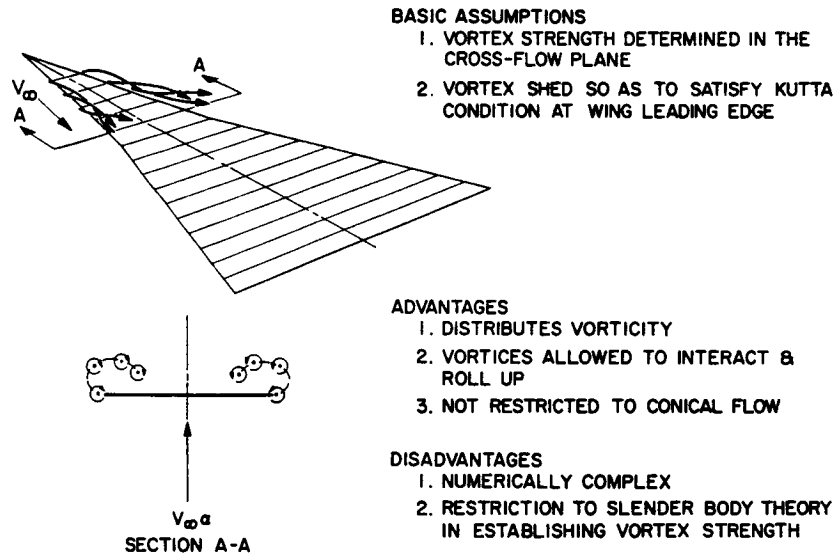 BASIC ASSUMPTIONS
1. VORTEX STRENGTH DETERMINED IN THE
CROSS-FLOW PLANE
2. VORTEX SHED SO AS TO SATISFY KUTTA
CONDITION AT WING LEADING EDGE
A
V∞
A
ADVANTAGES
1. DISTRIBUTES VORTICITY
2. VORTICES ALLOWED TO INTERACT &
ROLL UP
3. NOT RESTRICTED TO CONICAL FLOW
DISADVANTAGES
1. NUMERICALLY COMPLEX
2. RESTRICTION TO SLENDER BODY THEORY
IN ESTABLISHING VORTEX STRENGTH
V∞ α
SECTION A-A